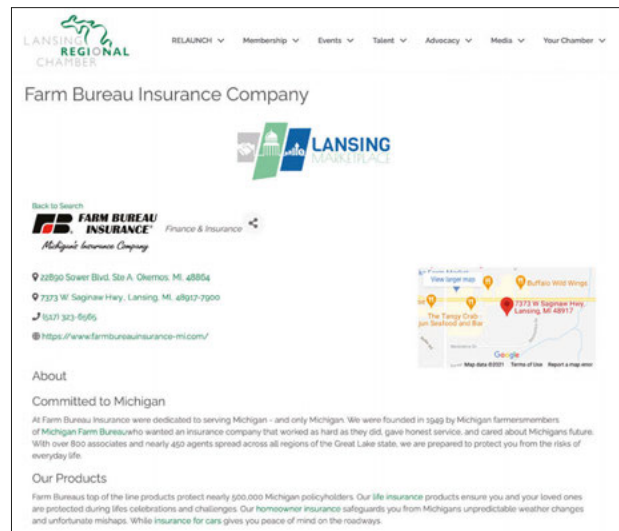 LANSING
REGIONAL
CHAMBER
RELAUNCH Membership Events Talent Advocacy Media Your Chamber
Farm Bureau Insurance Company
LANSING
MARKETPLACE
Back to Search
FARM BUREAU
INSURANCE®
Michigan's Insurance Company
Finance & Insurance
22890 Sower Blvd, Ste A, Okemos, MI, 48864
7373 W. Saginaw Hwy., Lansing, MI, 48917-7900
(517) 323-6565
https://www.farmbureauinsurance-mi.com/
View larger map
Buffalo Wild Wings
7373 W Saginaw Hwy,
Lansing, MI 48917
The Tangy Crab -
jun Seafood and Bar
Google
Map data ©2021 Terms of Use Report a map error
About
Committed to Michigan
At Farm Bureau Insurance were dedicated to serving Michigan - and only Michigan. We were founded in 1949 by Michigan farmersmembers
of Michigan Farm Bureauwho wanted an insurance company that worked as hard as they did, gave honest service, and cared about Michigans future.
With over 800 associates and nearly 450 agents spread across all regions of the Great Lake state, we are prepared to protect you from the risks of
everyday life.
Our Products
Farm Bureaus top of the line products protect nearly 500,000 Michigan policyholders. Our life insurance products ensure you and your loved ones
are protected during lifes celebrations and challenges. Our homeowner insurance safeguards you from Michigans unpredictable weather changes
and unfortunate mishaps. While insurance for cars gives you peace of mind on the roadways.